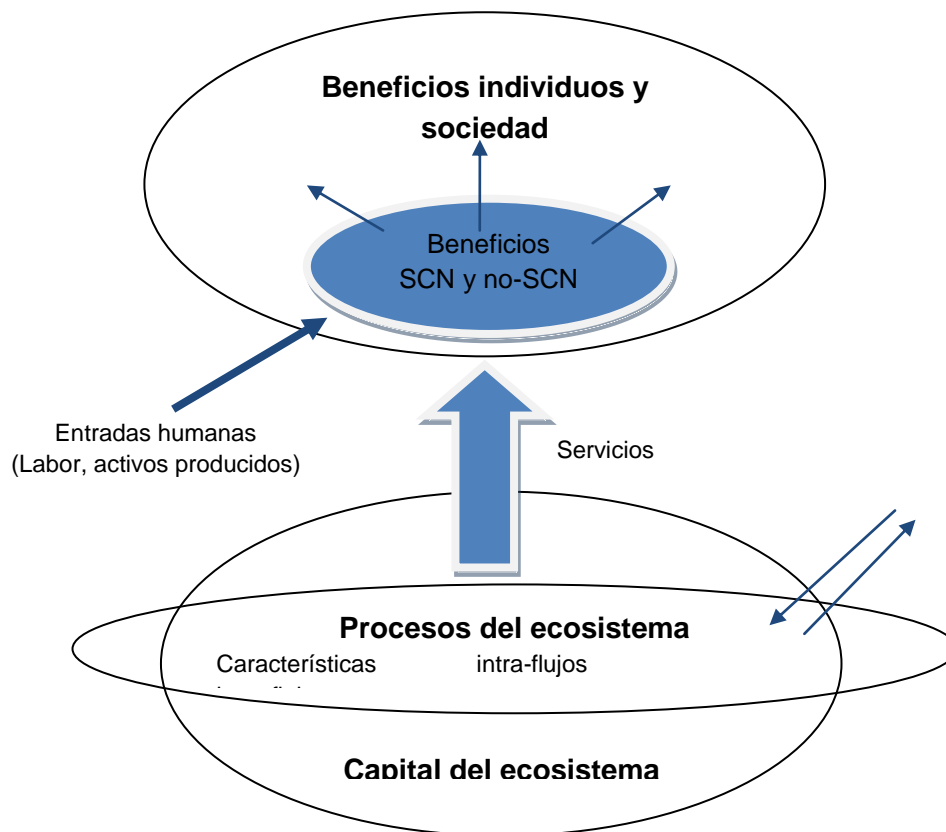 Beneficios individuos y
sociedad
Beneficios
SCN y no-SCN
Entradas humanas
(Labor, activos producidos)
Servicios
Procesos del ecosistema
Características intra-flujos
Capital del ecosistema